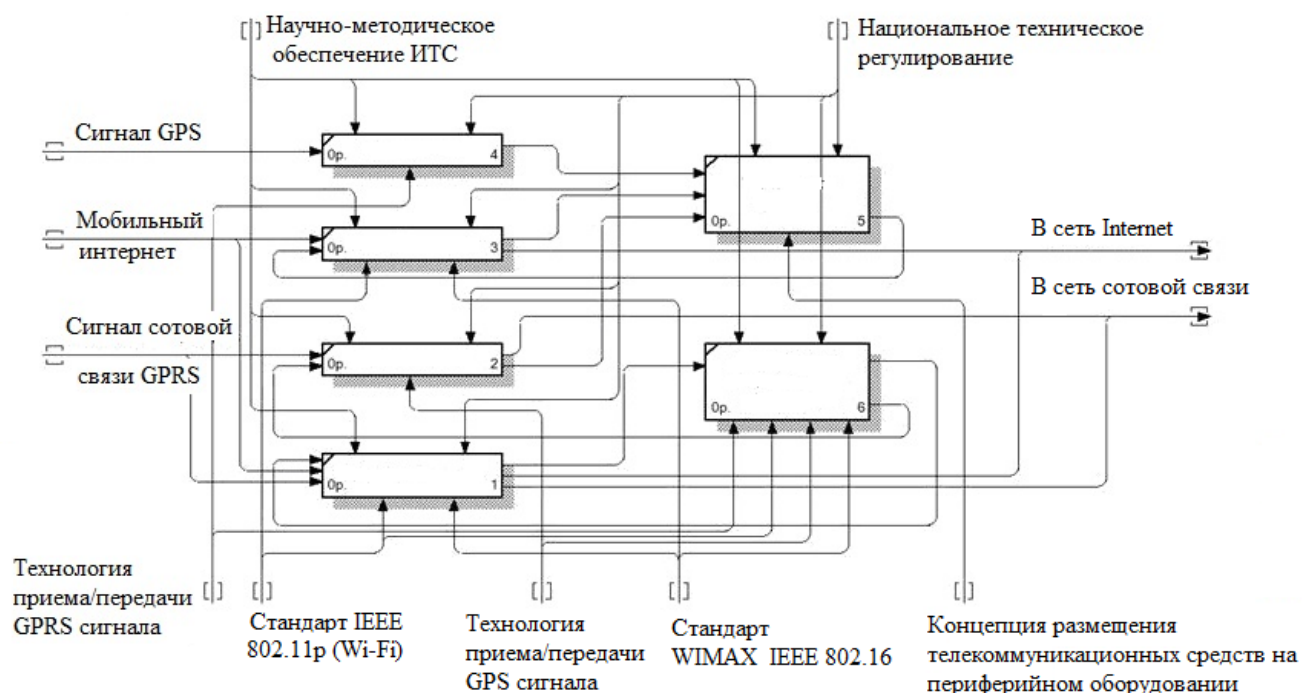 Научно-методическое
обеспечение ИТС
Национальное техническое
регулирование
Сигнал GPS
0р.
4
0р.
5
Мобильный
интернет
0р.
3
В сеть Internet
В сеть сотовой связи
Сигнал сотовой
связи GPRS
0р.
2
0р.
6
0р.
1
Технология
приема/передачи
GPRS сигнала
Стандарт IEEE
802.11p (Wi-Fi)
Технология
приема/передачи
GPS сигнала
Стандарт
WIMAX IEEE 802.16
Концепция размещения
телекоммуникационных средств на
периферийном оборудовании